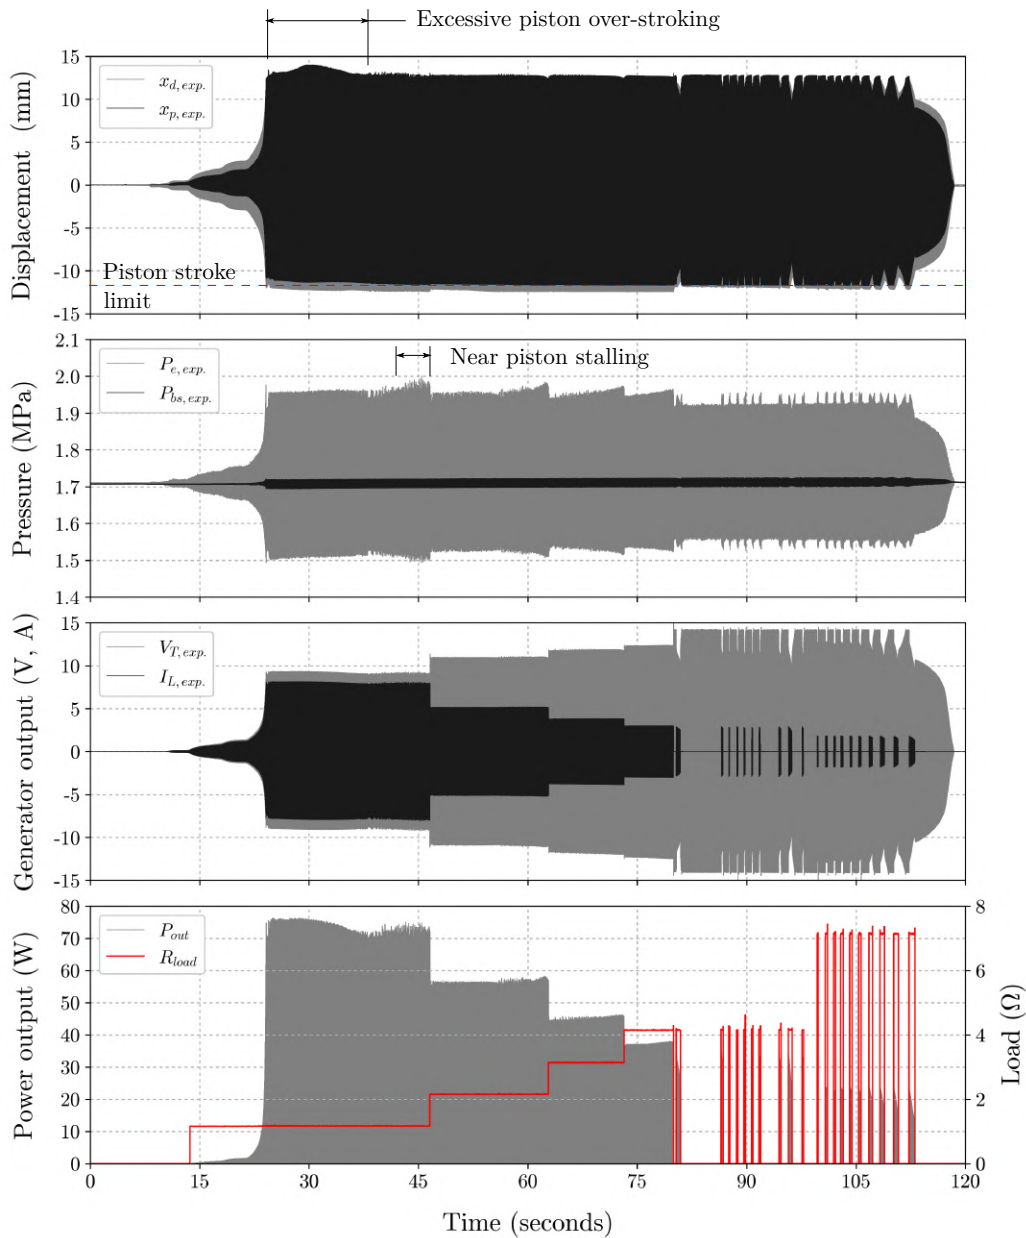 Excessive piston over-stroking
Displacement (mm)
15
10
5
0
-5
-10
-15
x_{d,exp.}
x_{p,exp.}
Piston stroke
limit
Pressure (MPa)
2.1
2.0
1.9
1.8
1.7
1.6
1.5
1.4
P_{e,exp.}
P_{bs,exp.}
Near piston stalling
Generator output (V, A)
15
10
5
0
-5
-10
-15
V_{T,exp.}
I_{L,exp.}
Power output (W)
80
70
60
50
40
30
20
10
0
P_{out}
R_{load}
8
6
4
2
0
Load (Ω)
0 15 30 45 60 75 90 105 120
Time (seconds)